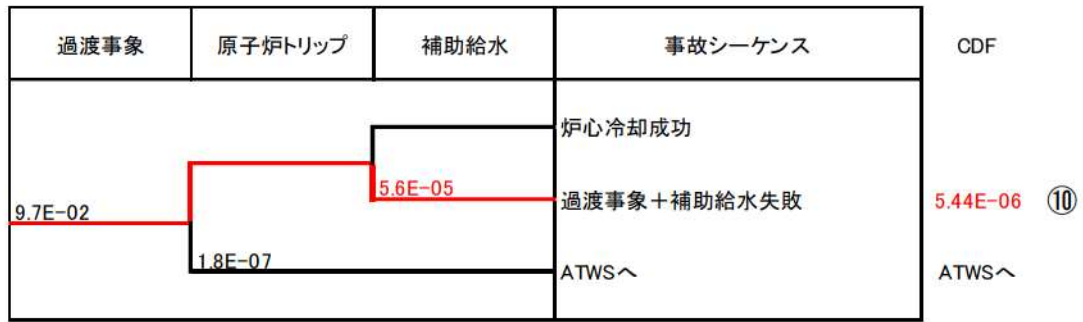 過渡事象 原子炉トリップ 補助給水 事故シーケンス CDF
炉心冷却成功
5.6E-05
過渡事象＋補助給水失敗 5.44E-06 ⑩
9.7E-02
1.8E-07
ATWSへ ATWSへ